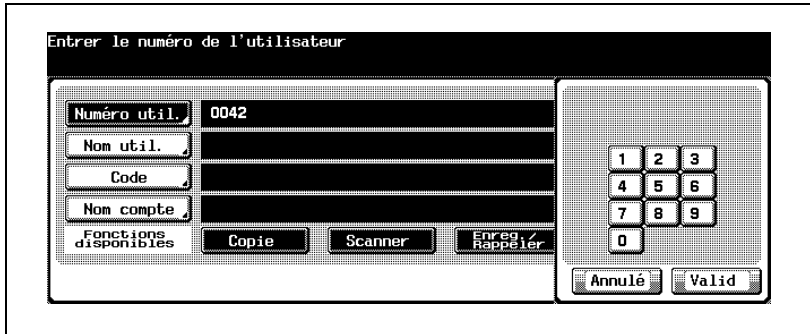 Entrer le numéro de l'utilisateur
Numéro util. 0042
Nom util.
Code
Nom compte
Fonctions disponibles
Copie Scanner Enreg./Rappeler
1 2 3
4 5 6
7 8 9
0
Annulé Valid